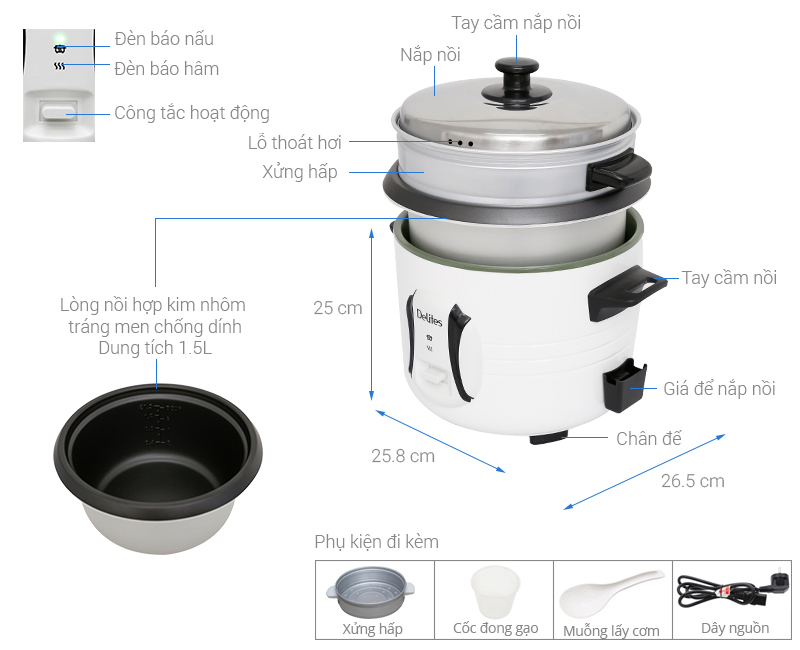 Tay cầm nắp nồi
Nắp nồi
Đèn báo nấu
Đèn báo hâm
Công tắc hoạt động
Lỗ thoát hơi
Xửng hấp
Lòng nồi hợp kim nhôm
tráng men chống dính
Dung tích 1.5L
25 cm
Delites
Tay cầm nồi
Giá để nắp nồi
Chân đế
25.8 cm
26.5 cm
Phụ kiện đi kèm
Xửng hấp
Cốc đong gạo
Muỗng lấy cơm
Dây nguồn